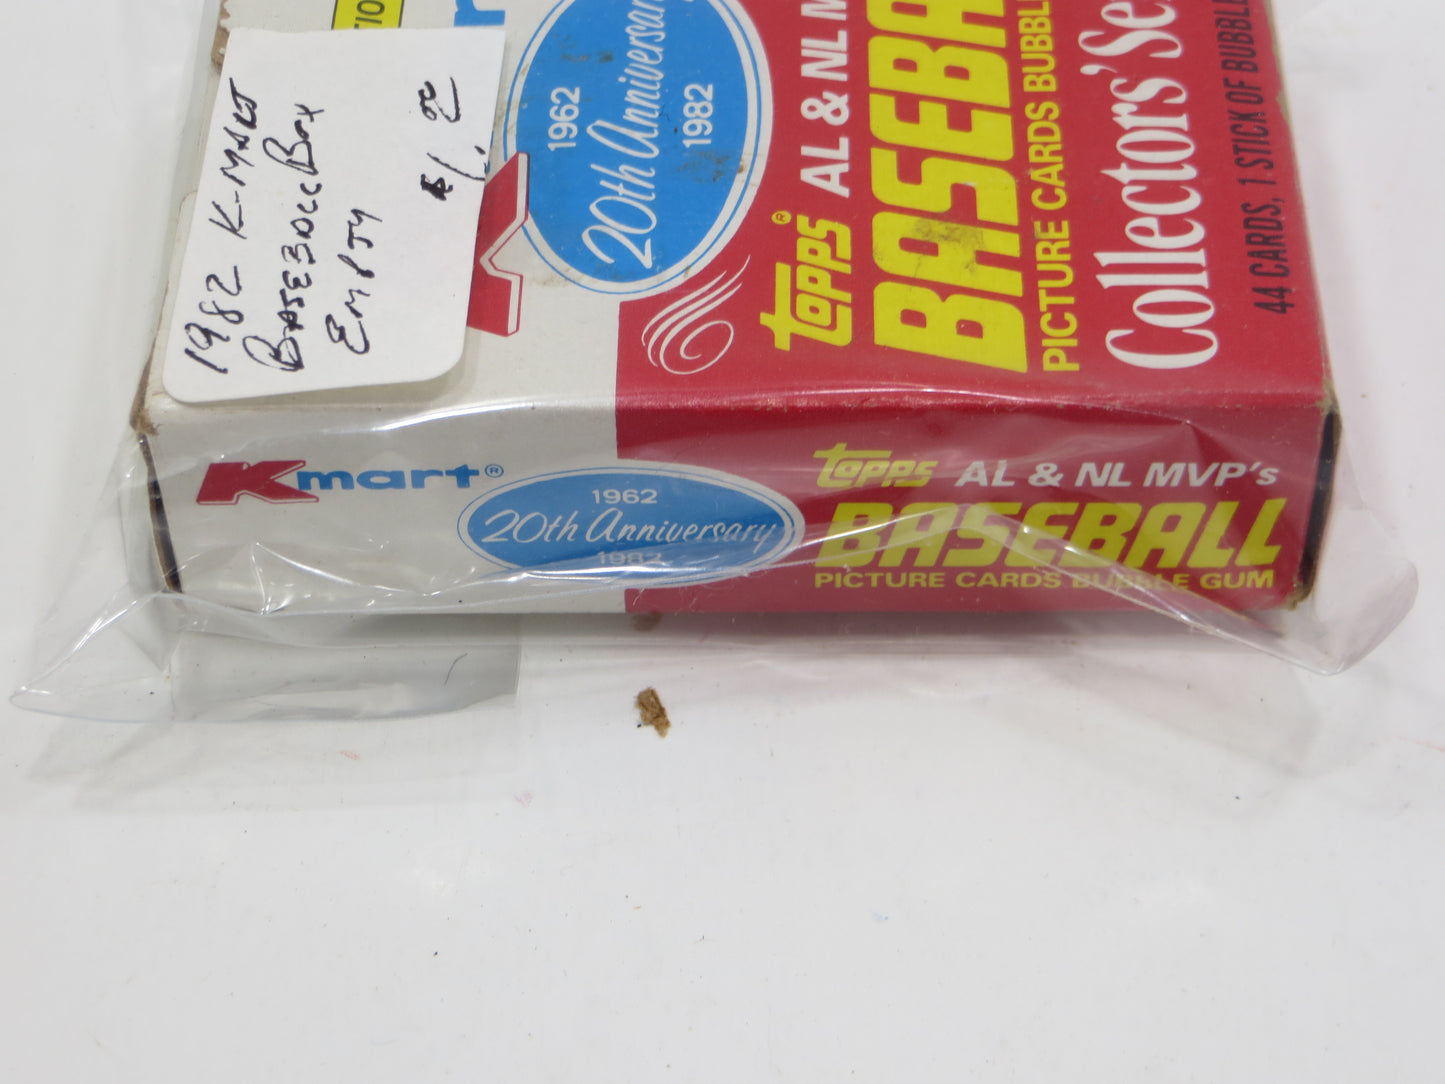 1982 K-MART
BASEBALL BOX
EMPTY
$1.00
1962
20th Anniversary
1982
Topps® AL & NL M
BASEBA
PICTURE CARDS BUBBL
Collectors' Se
44 CARDS, 1 STICK OF BUBBLE
Kmart®
1962
20th Anniversary
1982
Topps AL & NL MVP's
BASEBALL
PICTURE CARDS BUBBLE GUM